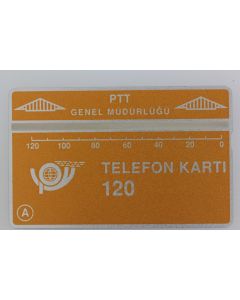 PTT
GENEL MÜDÜRLÜĞÜ
120 100 80 60 40 20 0
TELEFON KARTI
120
A